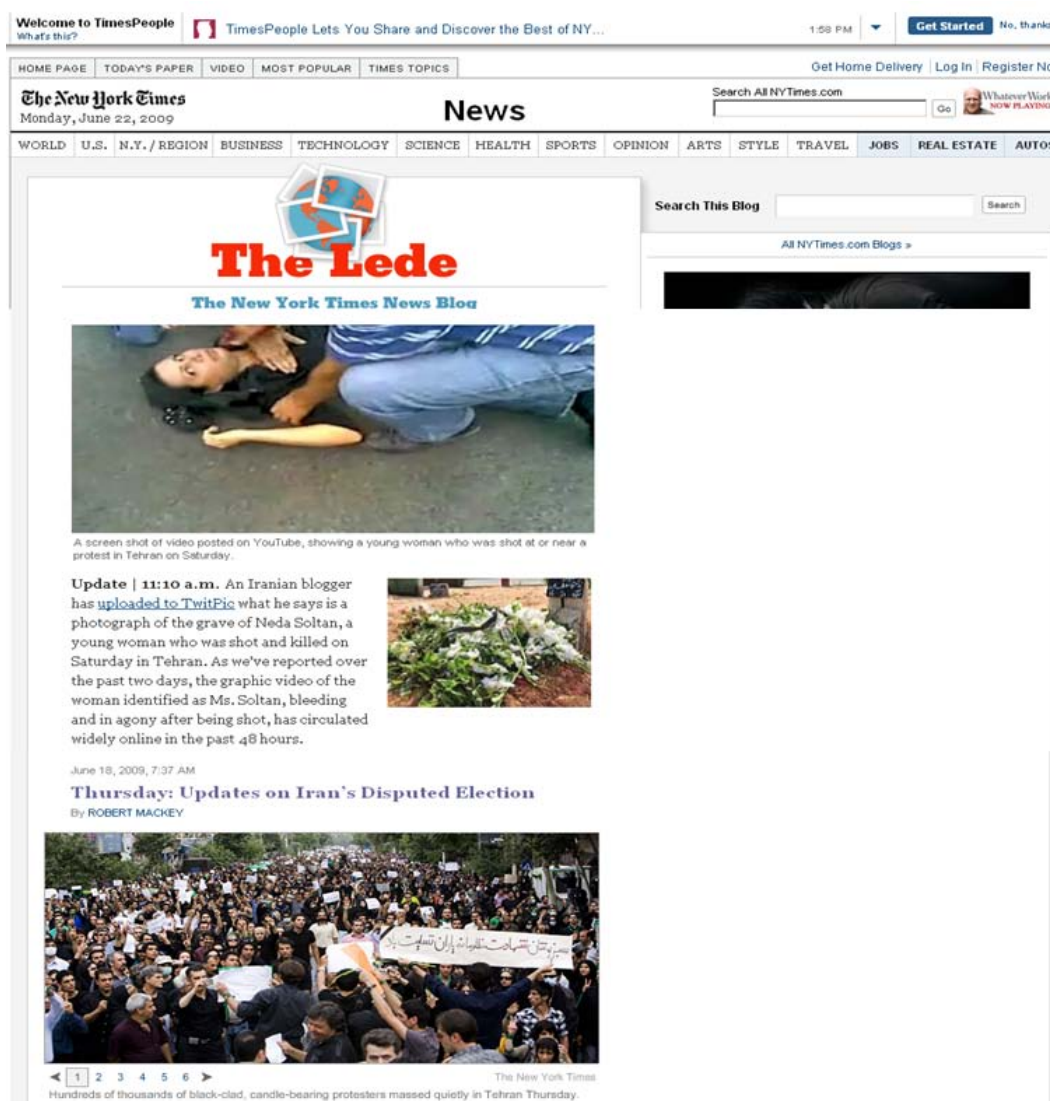 Welcome to TimesPeople
What's this?
TimesPeople Lets You Share and Discover the Best of NY...
1:58 PM
Get Started
No, thanks
HOME PAGE TODAY'S PAPER VIDEO MOST POPULAR TIMES TOPICS
Get Home Delivery Log In Register No
The New York Times
Monday, June 22, 2009
News
Search All NYTimes.com
Go
Whatever Work
NOW PLAYING
WORLD U.S. N.Y. / REGION BUSINESS TECHNOLOGY SCIENCE HEALTH SPORTS OPINION ARTS STYLE TRAVEL JOBS REAL ESTATE AUTOS
The Lede
The New York Times News Blog
Search This Blog
Search
All NYTimes.com Blogs »
A screen shot of video posted on YouTube, showing a young woman who was shot at or near a
protest in Tehran on Saturday.
Update | 11:10 a.m. An Iranian blogger
has uploaded to TwitPic what he says is a
photograph of the grave of Neda Soltan, a
young woman who was shot and killed on
Saturday in Tehran. As we've reported over
the past two days, the graphic video of the
woman identified as Ms. Soltan, bleeding
and in agony after being shot, has circulated
widely online in the past 48 hours.
June 18, 2009, 7:37 AM
Thursday: Updates on Iran's Disputed Election
By ROBERT MACKEY
1 2 3 4 5 6
The New York Times
Hundreds of thousands of black-clad, candle-bearing protesters massed quietly in Tehran Thursday.